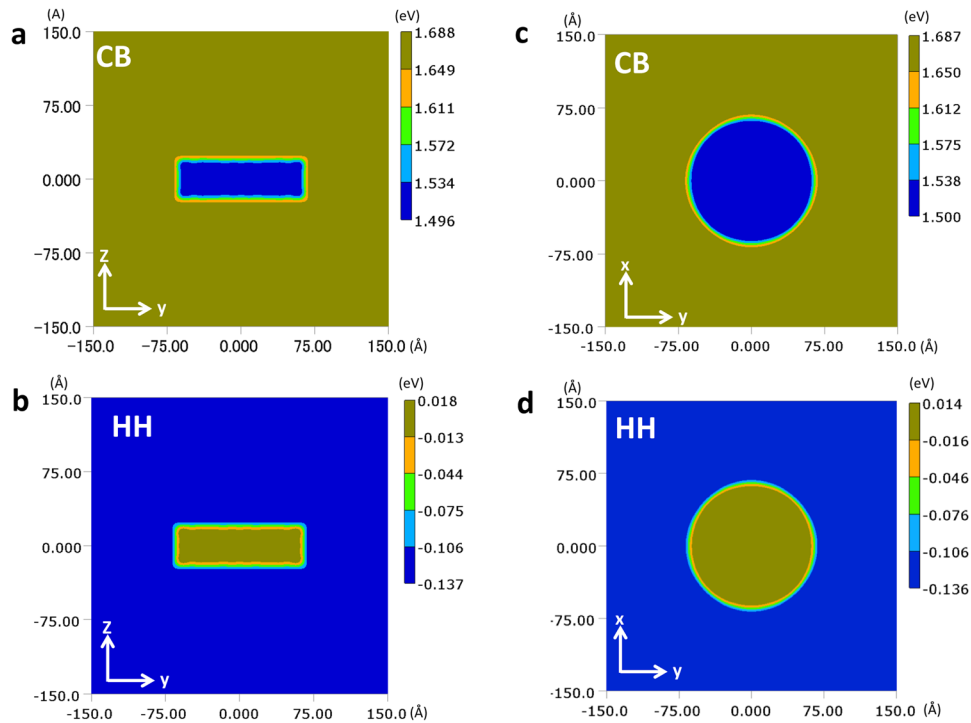 a
(A)
(eV)
CB
150.0
75.00
0.000
−75.00
−150.0
1.688
1.649
1.611
1.572
1.534
1.496
Z
y
−150.0 −75.00 0.000 75.00 150.0 (Å)
c
(Å)
(eV)
CB
150.0
75.00
0.000
-75.00
-150.0
1.687
1.650
1.612
1.575
1.538
1.500
x
y
-150.0 -75.00 0.000 75.00 150.0 (Å)
b
(Å)
(eV)
HH
150.0
75.00
0.000
-75.00
-150.0
0.018
-0.013
-0.044
-0.075
-0.106
-0.137
Z
y
-150.0 -75.00 0.000 75.00 150.0 (Å)
d
(Å)
(eV)
HH
150.0
75.00
0.000
-75.00
-150.0
0.014
-0.016
-0.046
-0.076
-0.106
-0.136
x
y
-150.0 -75.00 0.000 75.00 150.0 (Å)